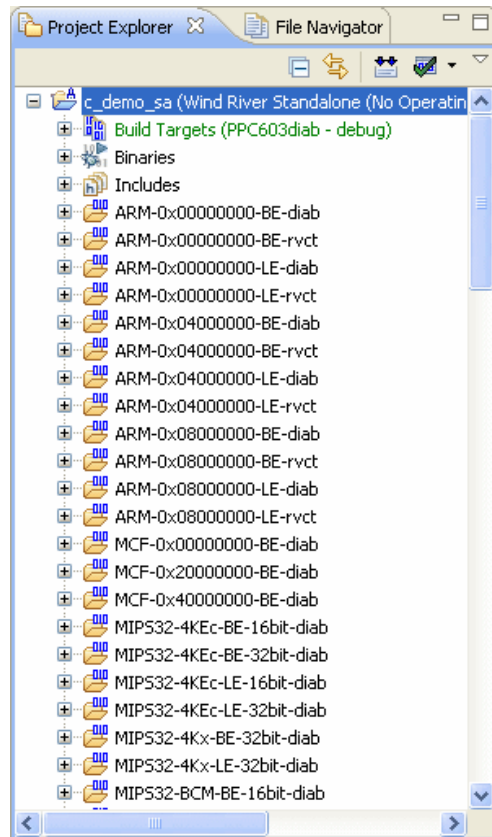 Project Explorer File Navigator
c_demo_sa (Wind River Standalone (No Operatin
Build Targets (PPC603diab - debug)
Binaries
Includes
ARM-0x00000000-BE-diab
ARM-0x00000000-BE-rvct
ARM-0x00000000-LE-diab
ARM-0x00000000-LE-rvct
ARM-0x04000000-BE-diab
ARM-0x04000000-BE-rvct
ARM-0x04000000-LE-diab
ARM-0x04000000-LE-rvct
ARM-0x08000000-BE-diab
ARM-0x08000000-BE-rvct
ARM-0x08000000-LE-diab
ARM-0x08000000-LE-rvct
MCF-0x00000000-BE-diab
MCF-0x20000000-BE-diab
MCF-0x40000000-BE-diab
MIPS32-4KEc-BE-16bit-diab
MIPS32-4KEc-BE-32bit-diab
MIPS32-4KEc-LE-16bit-diab
MIPS32-4KEc-LE-32bit-diab
MIPS32-4Kx-BE-32bit-diab
MIPS32-4Kx-LE-32bit-diab
MIPS32-BCM-BE-16bit-diab